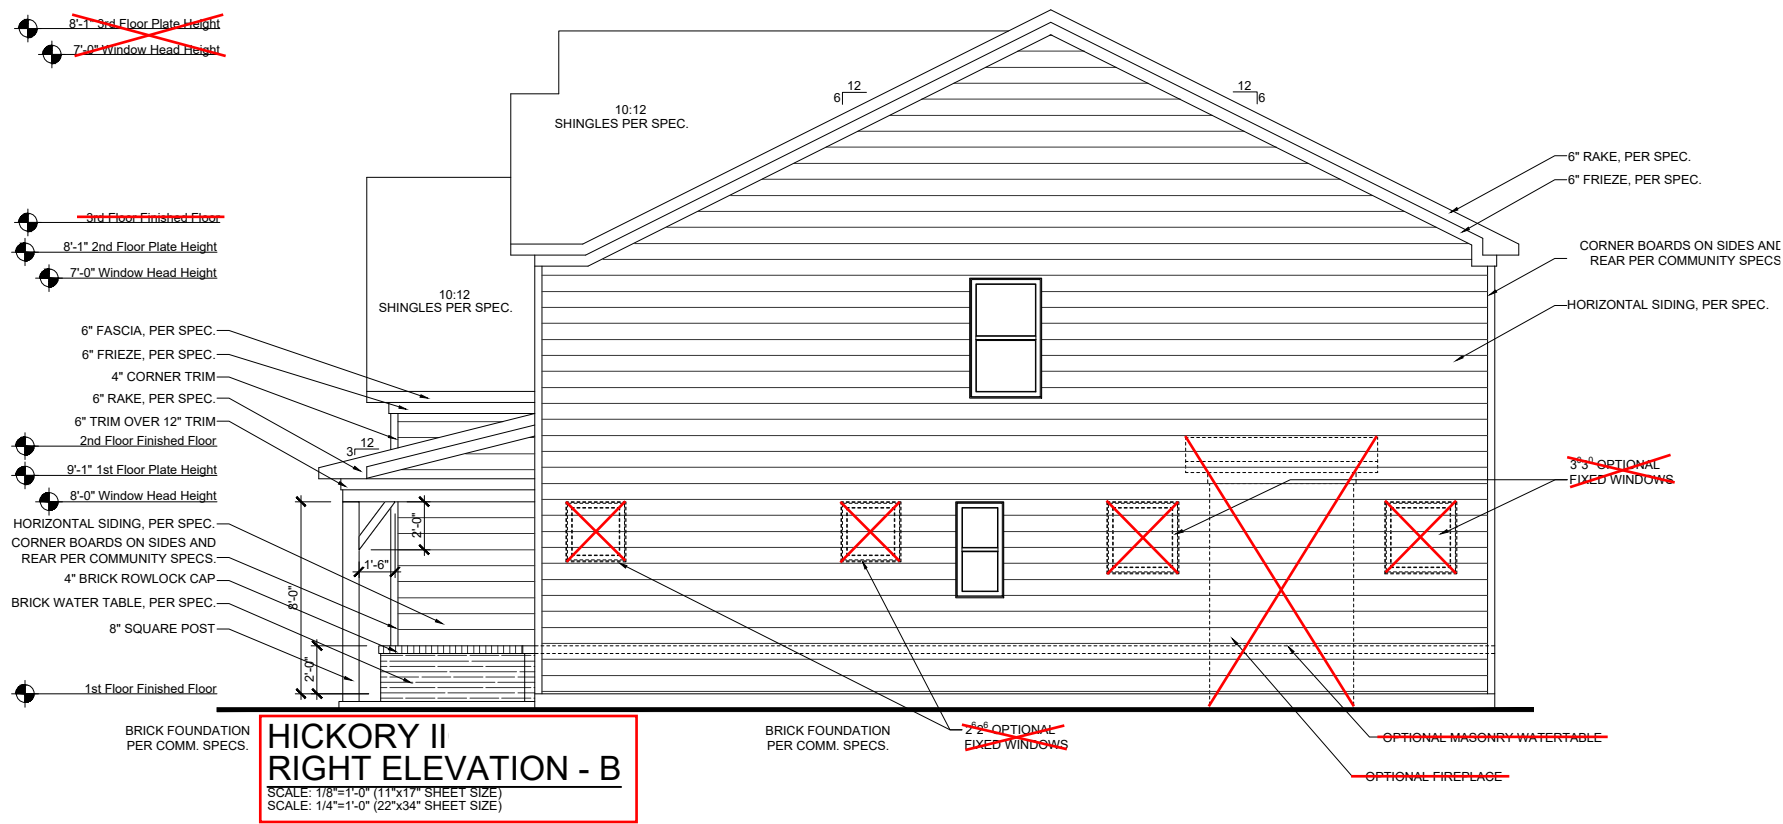 8'-1" 3rd Floor Plate Height
7'-0" Window Head Height
12
6
12
6
10:12
SHINGLES PER SPEC.
6" RAKE, PER SPEC.
6" FRIEZE, PER SPEC.
3rd Floor Finished Floor
8'-1" 2nd Floor Plate Height
7'-0" Window Head Height
CORNER BOARDS ON SIDES AND
REAR PER COMMUNITY SPECS
10:12
SHINGLES PER SPEC.
HORIZONTAL SIDING, PER SPEC.
6" FASCIA, PER SPEC.
6" FRIEZE, PER SPEC.
4" CORNER TRIM
6" RAKE, PER SPEC.
6" TRIM OVER 12" TRIM
2nd Floor Finished Floor
12
3
9'-1" 1st Floor Plate Height
8'-0" Window Head Height
3⁰3⁰ OPTIONAL
FIXED WINDOWS
HORIZONTAL SIDING, PER SPEC.
CORNER BOARDS ON SIDES AND
REAR PER COMMUNITY SPECS.
4" BRICK ROWLOCK CAP
BRICK WATER TABLE, PER SPEC.
8" SQUARE POST
2'-0"
1'-6"
8'-0"
2'-0"
1st Floor Finished Floor
BRICK FOUNDATION
PER COMM. SPECS.
HICKORY II
RIGHT ELEVATION - B
SCALE: 1/8"=1'-0" (11"x17" SHEET SIZE)
SCALE: 1/4"=1'-0" (22"x34" SHEET SIZE)
BRICK FOUNDATION
PER COMM. SPECS.
2⁶2⁶ OPTIONAL
FIXED WINDOWS
OPTIONAL MASONRY WATERTABLE
OPTIONAL FIREPLACE